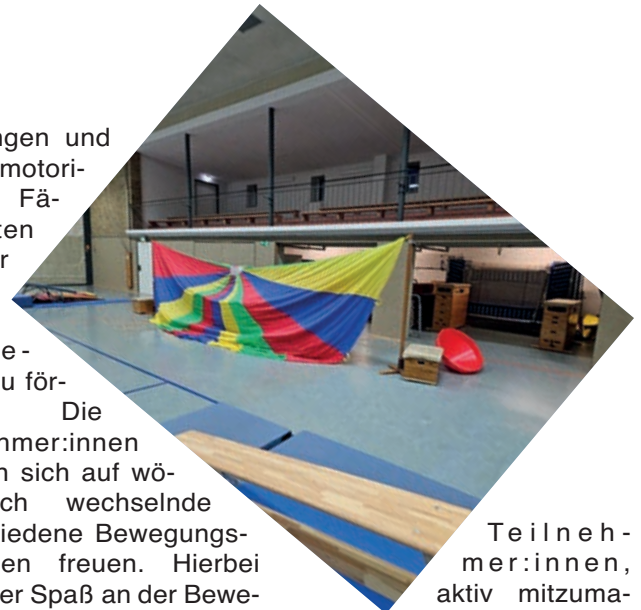 ngen und
motori-
Fä-
ten
r
e-
u för-
Die
hmer:innen
n sich auf wö-
ch wechselnde
iedene Bewegungs-
en freuen. Hierbei
er Spaß an der Bewe-
Teilneh-
mer:innen,
aktiv mitzuma-